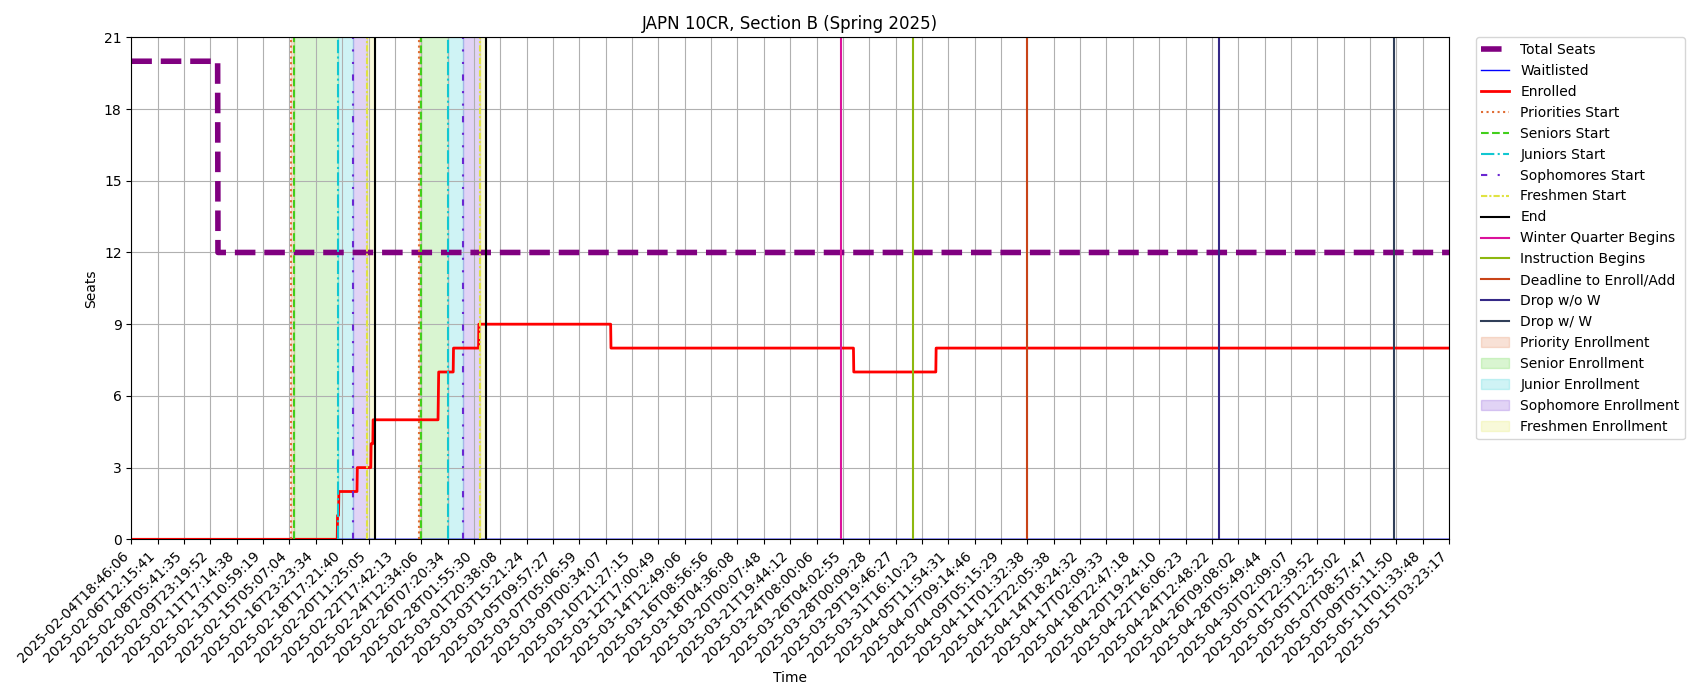 JAPN 10CR, Section B (Spring 2025)
21
18
15
12
9
6
3
0
Seats
2025-02-04T18:46:06
2025-02-06T12:15:41
2025-02-08T05:41:35
2025-02-09T23:19:52
2025-02-11T17:14:38
2025-02-13T10:59:19
2025-02-15T05:07:04
2025-02-16T23:23:34
2025-02-18T17:21:40
2025-02-20T11:25:05
2025-02-22T17:42:13
2025-02-24T12:34:06
2025-02-26T07:20:34
2025-02-28T01:55:30
2025-03-01T20:38:08
2025-03-03T15:21:24
2025-03-05T09:57:27
2025-03-07T05:06:59
2025-03-09T00:34:07
2025-03-10T21:27:15
2025-03-12T17:00:49
2025-03-14T12:49:06
2025-03-16T08:56:56
2025-03-18T04:36:08
2025-03-20T00:07:48
2025-03-21T19:44:12
2025-03-24T08:00:06
2025-03-26T04:02:55
2025-03-28T00:09:28
2025-03-29T19:46:27
2025-03-31T16:10:23
2025-04-05T11:54:31
2025-04-07T09:14:46
2025-04-09T05:15:29
2025-04-11T01:32:38
2025-04-12T22:05:38
2025-04-14T18:24:32
2025-04-17T02:09:33
2025-04-18T22:47:18
2025-04-20T19:24:10
2025-04-22T16:06:23
2025-04-24T12:48:22
2025-04-26T09:08:02
2025-04-28T05:49:44
2025-04-30T02:09:07
2025-05-01T22:39:52
2025-05-05T12:25:02
2025-05-07T08:57:47
2025-05-09T05:11:50
2025-05-11T01:33:48
2025-05-15T03:23:17
Time
Total Seats
Waitlisted
Enrolled
Priorities Start
Seniors Start
Juniors Start
Sophomores Start
Freshmen Start
End
Winter Quarter Begins
Instruction Begins
Deadline to Enroll/Add
Drop w/o W
Drop w/ W
Priority Enrollment
Senior Enrollment
Junior Enrollment
Sophomore Enrollment
Freshmen Enrollment